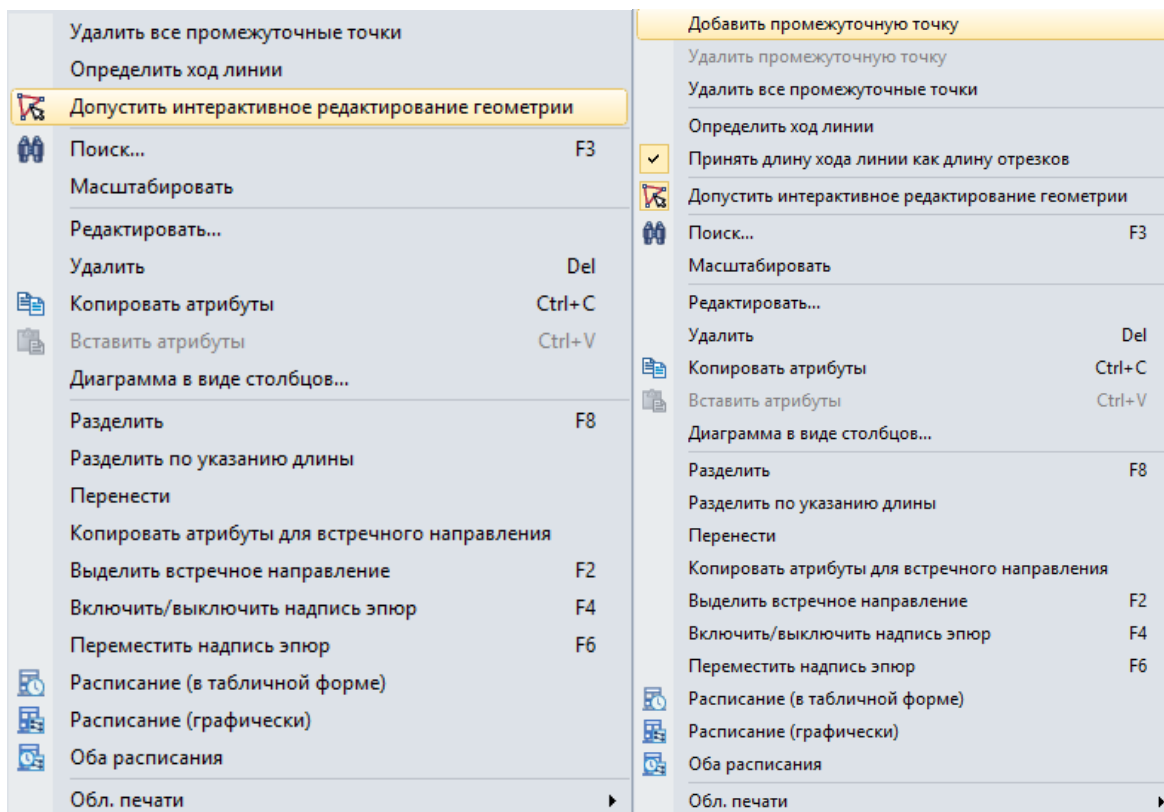 Удалить все промежуточные точки
Определить ход линии
Допустить интерактивное редактирование геометрии
Поиск... F3
Масштабировать
Редактировать...
Удалить Del
Копировать атрибуты Ctrl+C
Вставить атрибуты Ctrl+V
Диаграмма в виде столбцов...
Разделить F8
Разделить по указанию длины
Перенести
Копировать атрибуты для встречного направления
Выделить встречное направление F2
Включить/выключить надпись эпюр F4
Переместить надпись эпюр F6
Расписание (в табличной форме)
Расписание (графически)
Оба расписания
Обл. печати
Добавить промежуточную точку
Удалить промежуточную точку
Удалить все промежуточные точки
Определить ход линии
Принять длину хода линии как длину отрезков
Допустить интерактивное редактирование геометрии
Поиск... F3
Масштабировать
Редактировать...
Удалить Del
Копировать атрибуты Ctrl+C
Вставить атрибуты Ctrl+V
Диаграмма в виде столбцов...
Разделить F8
Разделить по указанию длины
Перенести
Копировать атрибуты для встречного направления
Выделить встречное направление F2
Включить/выключить надпись эпюр F4
Переместить надпись эпюр F6
Расписание (в табличной форме)
Расписание (графически)
Оба расписания
Обл. печати